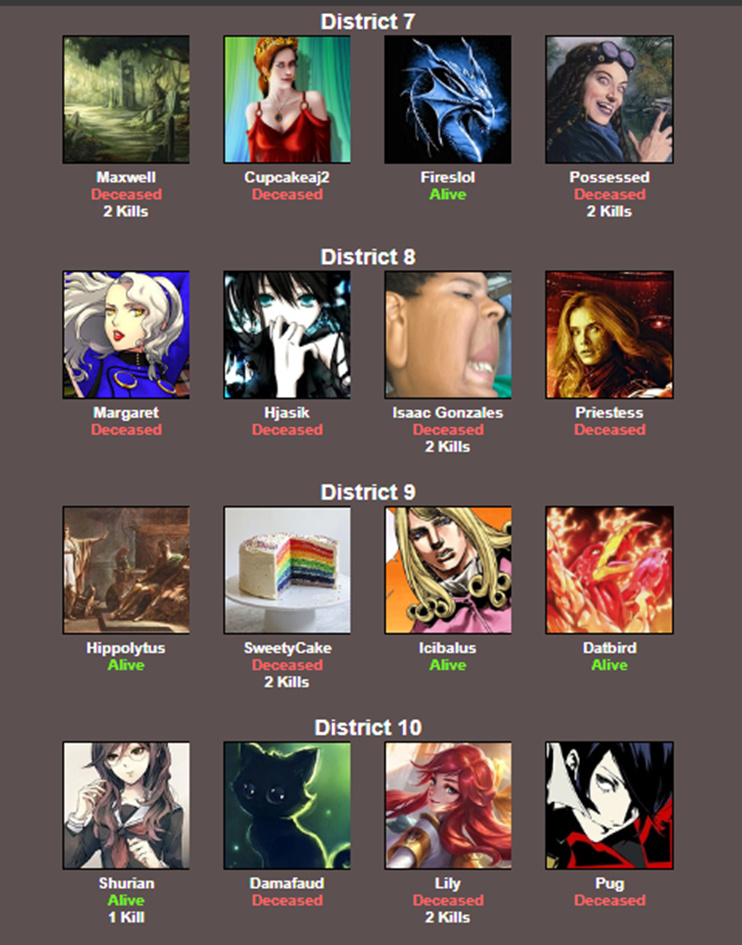 District 7
Maxwell Cupcakeaj2 Fireslol Possessed
Deceased Deceased Alive Deceased
2 Kills 2 Kills
District 8
Margaret Hjasik Isaac Gonzales Priestess
Deceased Deceased Deceased Deceased
2 Kills
District 9
Hippolytus SweetyCake Icibalus Datbird
Alive Deceased Alive Alive
2 Kills
District 10
Shurian Damafaud Lily Pug
Alive Deceased Deceased Deceased
1 Kill 2 Kills